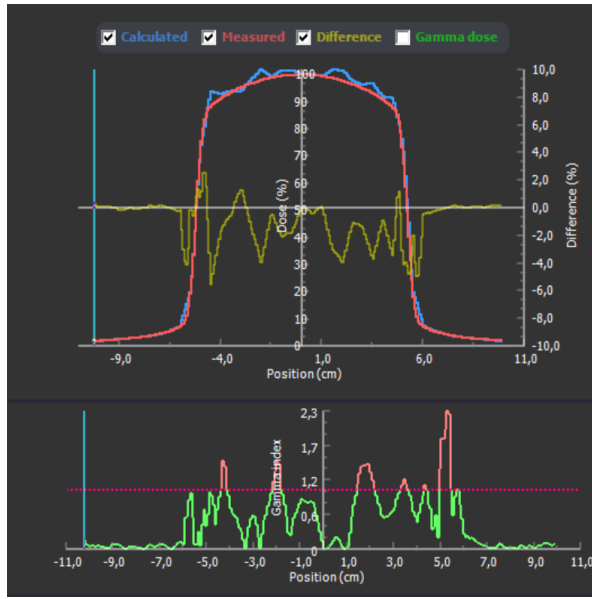 Calculated Measured Difference Gamma dose
100 10,0
90 8,0
80 6,0
70 4,0
60 2,0
50 0,0
40 -2,0
30 -4,0
20 -6,0
10 -8,0
0 -10,0
Dose (%)
Difference (%)
-9,0 -4,0 1,0 6,0 11,0
Position (cm)
2,3
1,7
1,2
0,6
0
Gamma index
-11,0 -9,0 -7,0 -5,0 -3,0 -1,0 1,0 3,0 5,0 7,0 9,0 11,0
Position (cm)